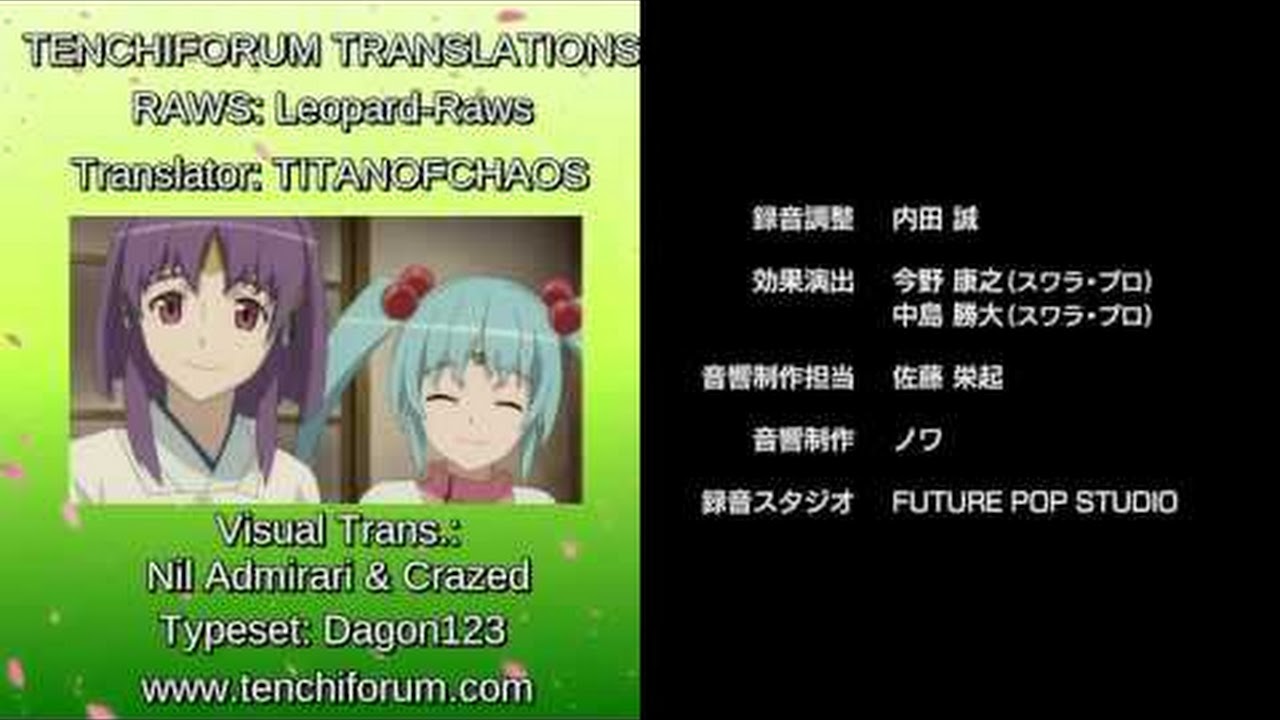 TENCHIFORUM TRANSLATIONS
RAWS: Leopard-Raws
Translator: TITANOFCHAOS
Visual Trans.:
Nil Admirari & Crazed
Typeset: Dagon123
www.tenchiforum.com
録音調整 内田 誠
効果演出 今野 康之(スワラ・プロ)
中島 勝大(スワラ・プロ)
音響制作担当 佐藤 栄起
音響制作 ノワ
録音スタジオ FUTURE POP STUDIO